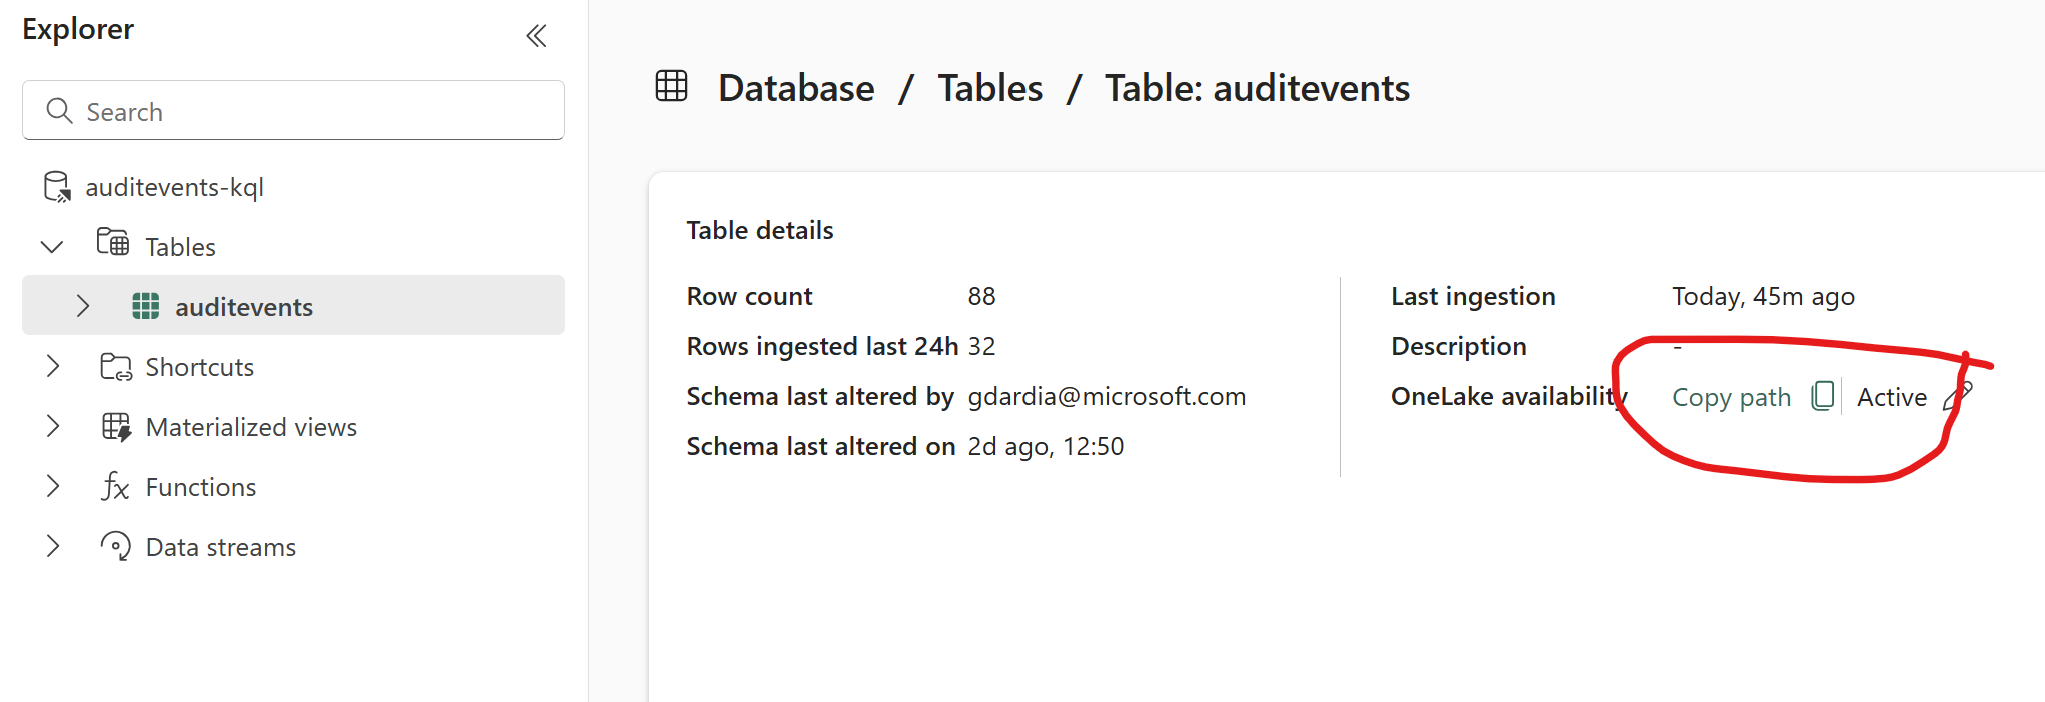 Explorer
Search
auditevents-kql
Tables
auditevents
Shortcuts
Materialized views
Functions
Data streams
Database / Tables / Table: auditevents
Table details
Row count 88
Rows ingested last 24h 32
Schema last altered by gdardia@microsoft.com
Schema last altered on 2d ago, 12:50
Last ingestion Today, 45m ago
Description -
OneLake availability Copy path Active